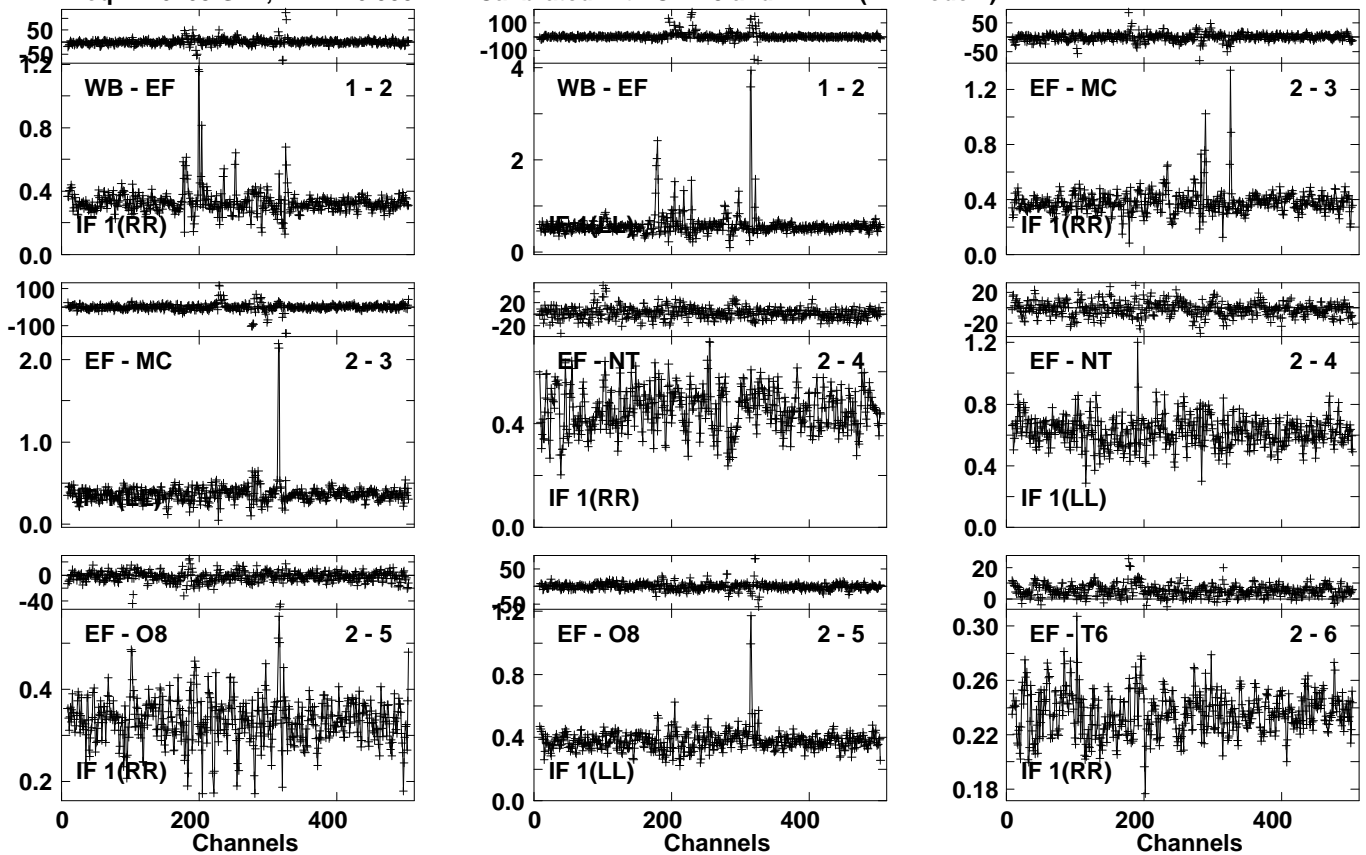 50
-50
1.2
0.8
0.4
0.0
WB - EF 1 - 2
IF 1(RR)
100
-100
4
2
0
WB - EF 1 - 2
50
-50
1.2
0.8
0.4
0.0
EF - MC 2 - 3
IF 1(RR)
100
-100
2.0
1.0
0.0
EF - MC 2 - 3
20
-20
0.4
0.0
EF - NT 2 - 4
IF 1(RR)
20
-20
1.2
0.8
0.4
0.0
EF - NT 2 - 4
IF 1(LL)
0
-40
0.4
0.2
EF - O8 2 - 5
IF 1(RR)
0 200 400
Channels
50
-50
1.2
0.8
0.4
0.0
EF - O8 2 - 5
IF 1(LL)
0 200 400
Channels
20
0
0.30
0.26
0.22
0.18
EF - T6 2 - 6
IF 1(RR)
0 200 400
Channels